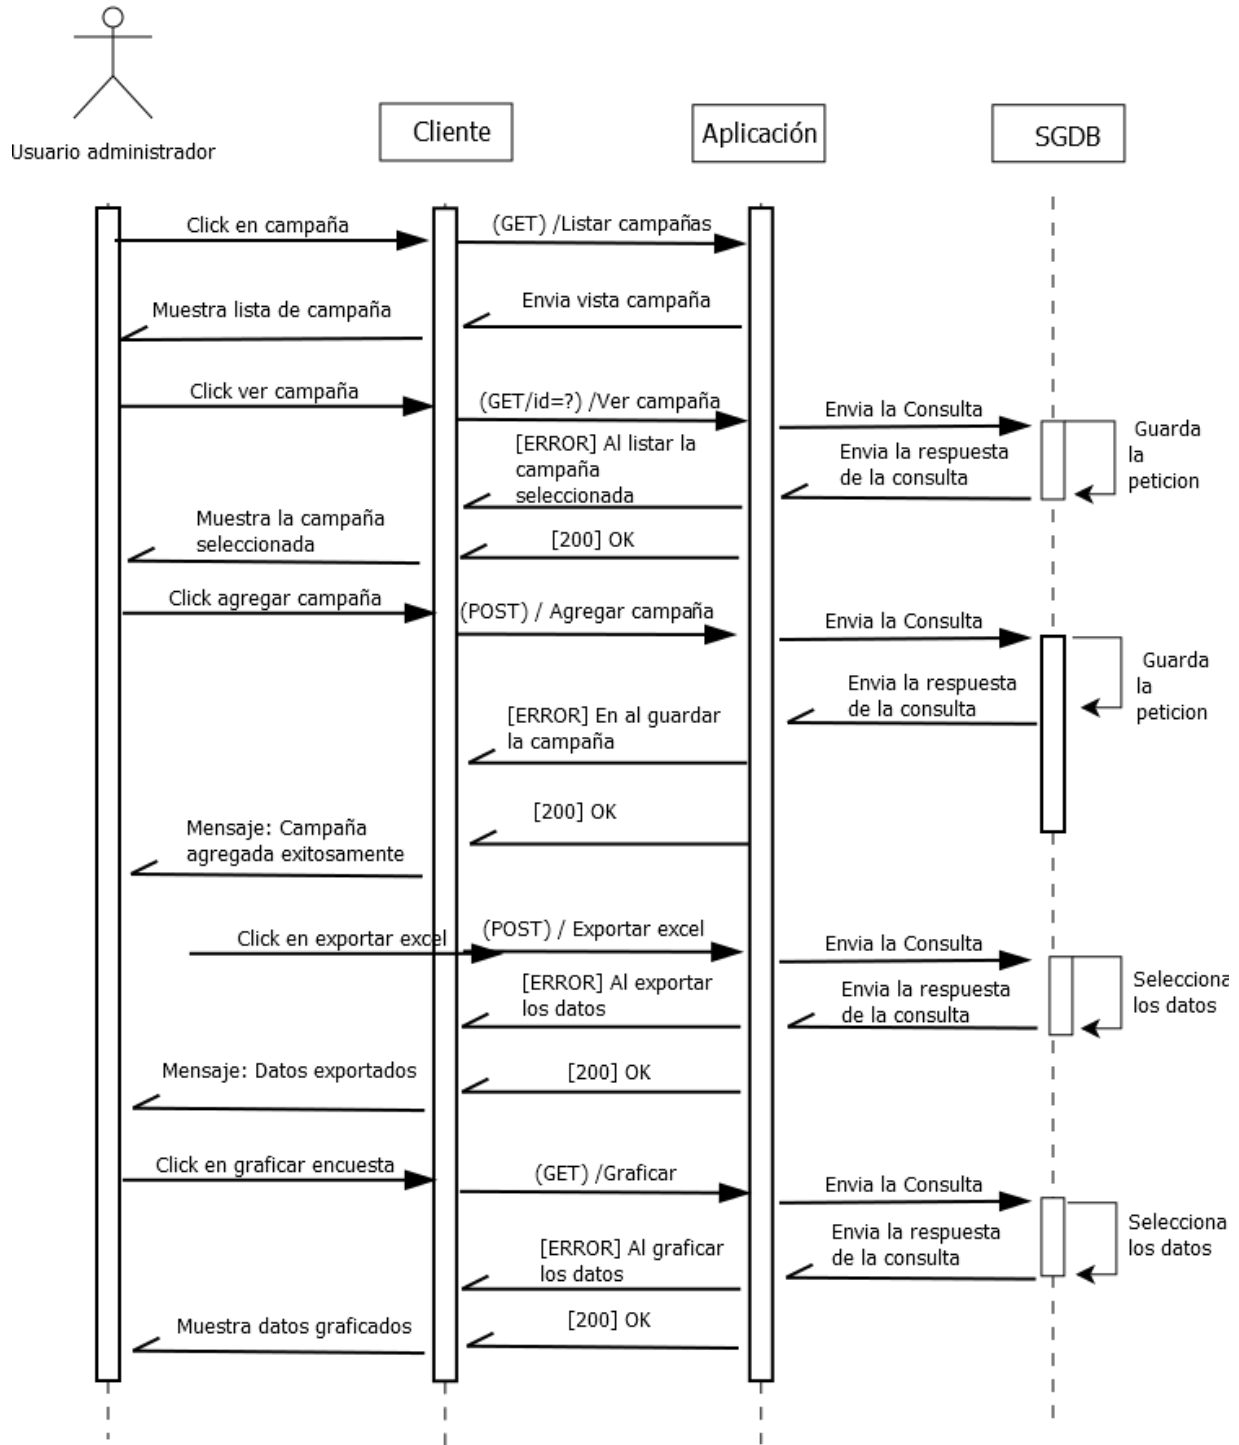 Usuario administrador
Cliente
Aplicación
SGDB
Click en campaña
(GET) /Listar campañas
Envia vista campaña
Muestra lista de campaña
Click ver campaña
(GET/id=?) /Ver campaña
Envia la Consulta
Guarda
la
peticion
[ERROR] Al listar la
campaña
seleccionada
Envia la respuesta
de la consulta
Muestra la campaña
seleccionada
[200] OK
Click agregar campaña
(POST) / Agregar campaña
Envia la Consulta
Guarda
la
peticion
Envia la respuesta
de la consulta
[ERROR] En al guardar
la campaña
[200] OK
Mensaje: Campaña
agregada exitosamente
Click en exportar excel
(POST) / Exportar excel
Envia la Consulta
Selecciona
los datos
[ERROR] Al exportar
los datos
Envia la respuesta
de la consulta
Mensaje: Datos exportados
[200] OK
Click en graficar encuesta
(GET) /Graficar
Envia la Consulta
Selecciona
los datos
Envia la respuesta
de la consulta
[ERROR] Al graficar
los datos
[200] OK
Muestra datos graficados